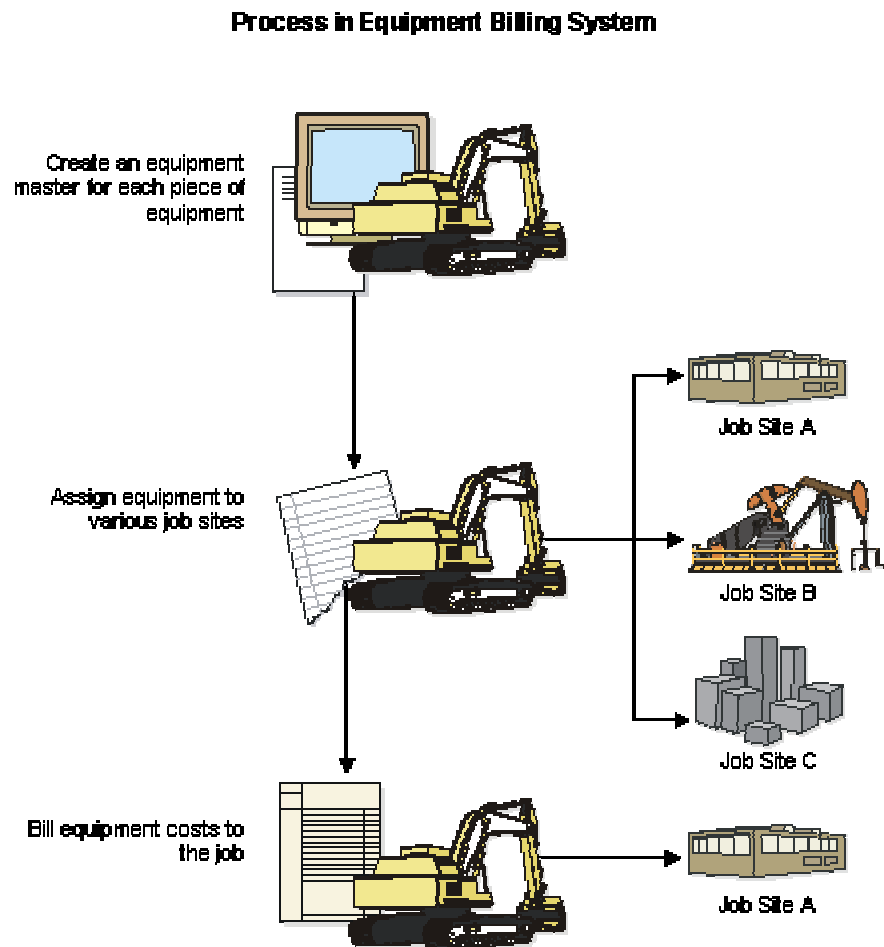 Process in Equipment Billing System
Create an equipment
master for each piece of
equipment
Job Site A
Assign equipment to
various job sites
Job Site B
Job Site C
Bill equipment costs to
the job
Job Site A